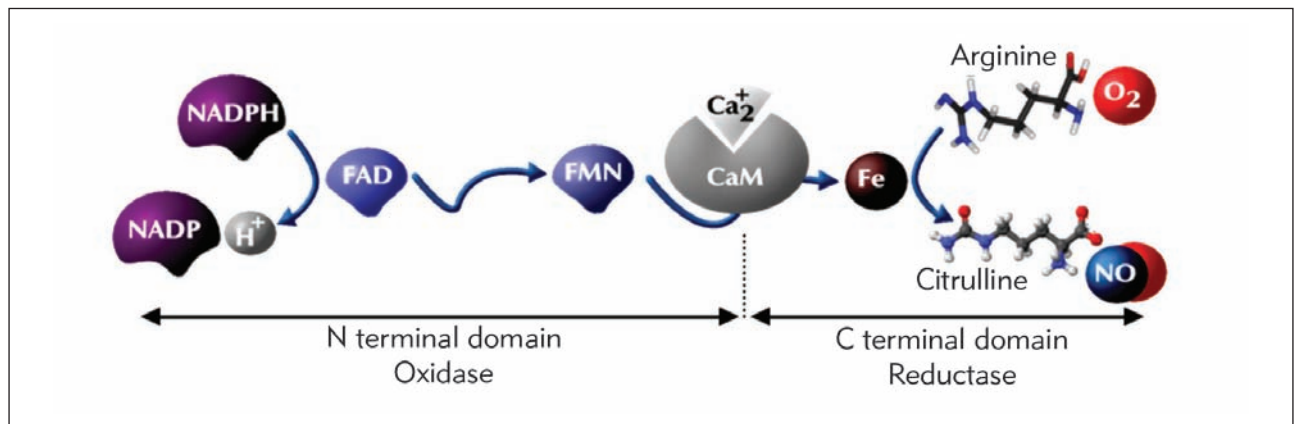 Arginine
O2
NADPH
Ca2+
FAD
FMN
CaM
Fe
NADP
H+
Citrulline
NO
N terminal domain
Oxidase
C terminal domain
Reductase